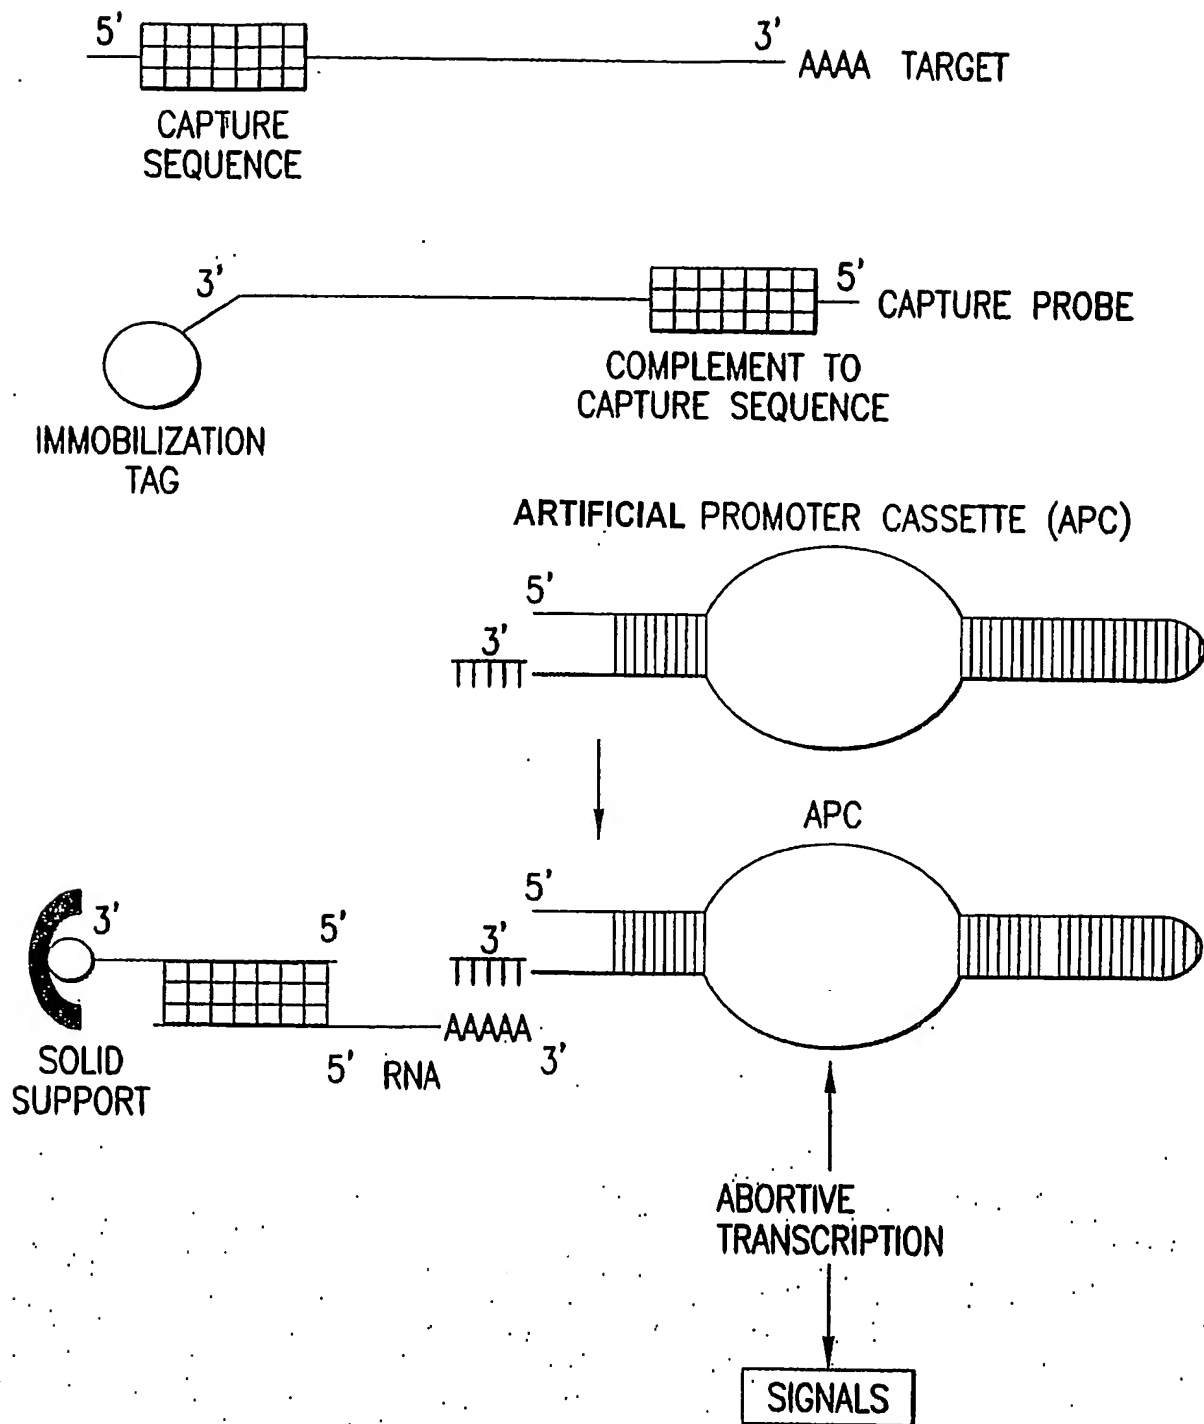 5'
3'
AAAA TARGET
CAPTURE
SEQUENCE
3'
5'
CAPTURE PROBE
COMPLEMENT TO
CAPTURE SEQUENCE
IMMOBILIZATION
TAG
ARTIFICIAL PROMOTER CASSETTE (APC)
5'
3'
TTTTT
APC
5'
3'
5'
3'
TTTTT
AAAAA
3'
5' RNA
SOLID
SUPPORT
ABORTIVE
TRANSCRIPTION
SIGNALS